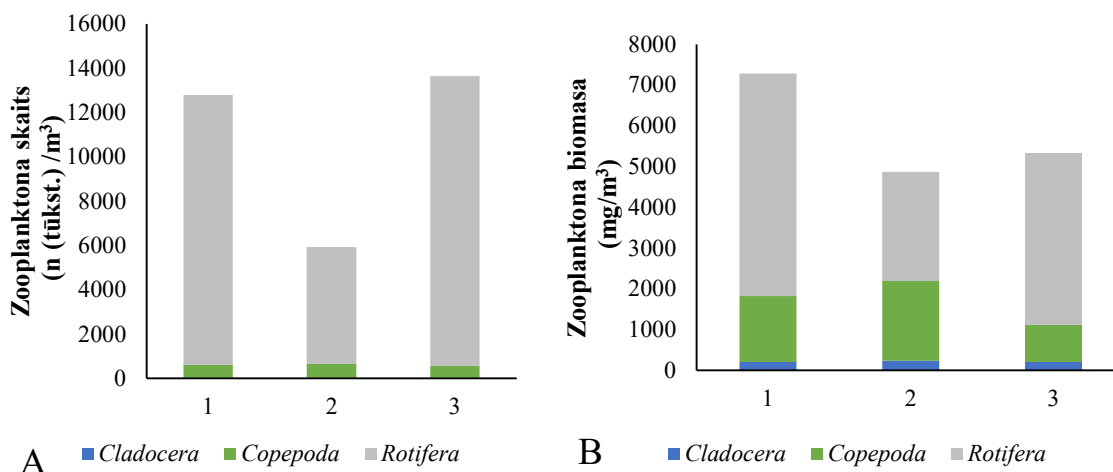 Zooplanktona skaits
(n (tūkst.) /m³)
16000
14000
12000
10000
8000
6000
4000
2000
0
1 2 3
A
Cladocera Copepoda Rotifera
Zooplanktona biomasa
(mg/m³)
8000
7000
6000
5000
4000
3000
2000
1000
0
1 2 3
B
Cladocera Copepoda Rotifera